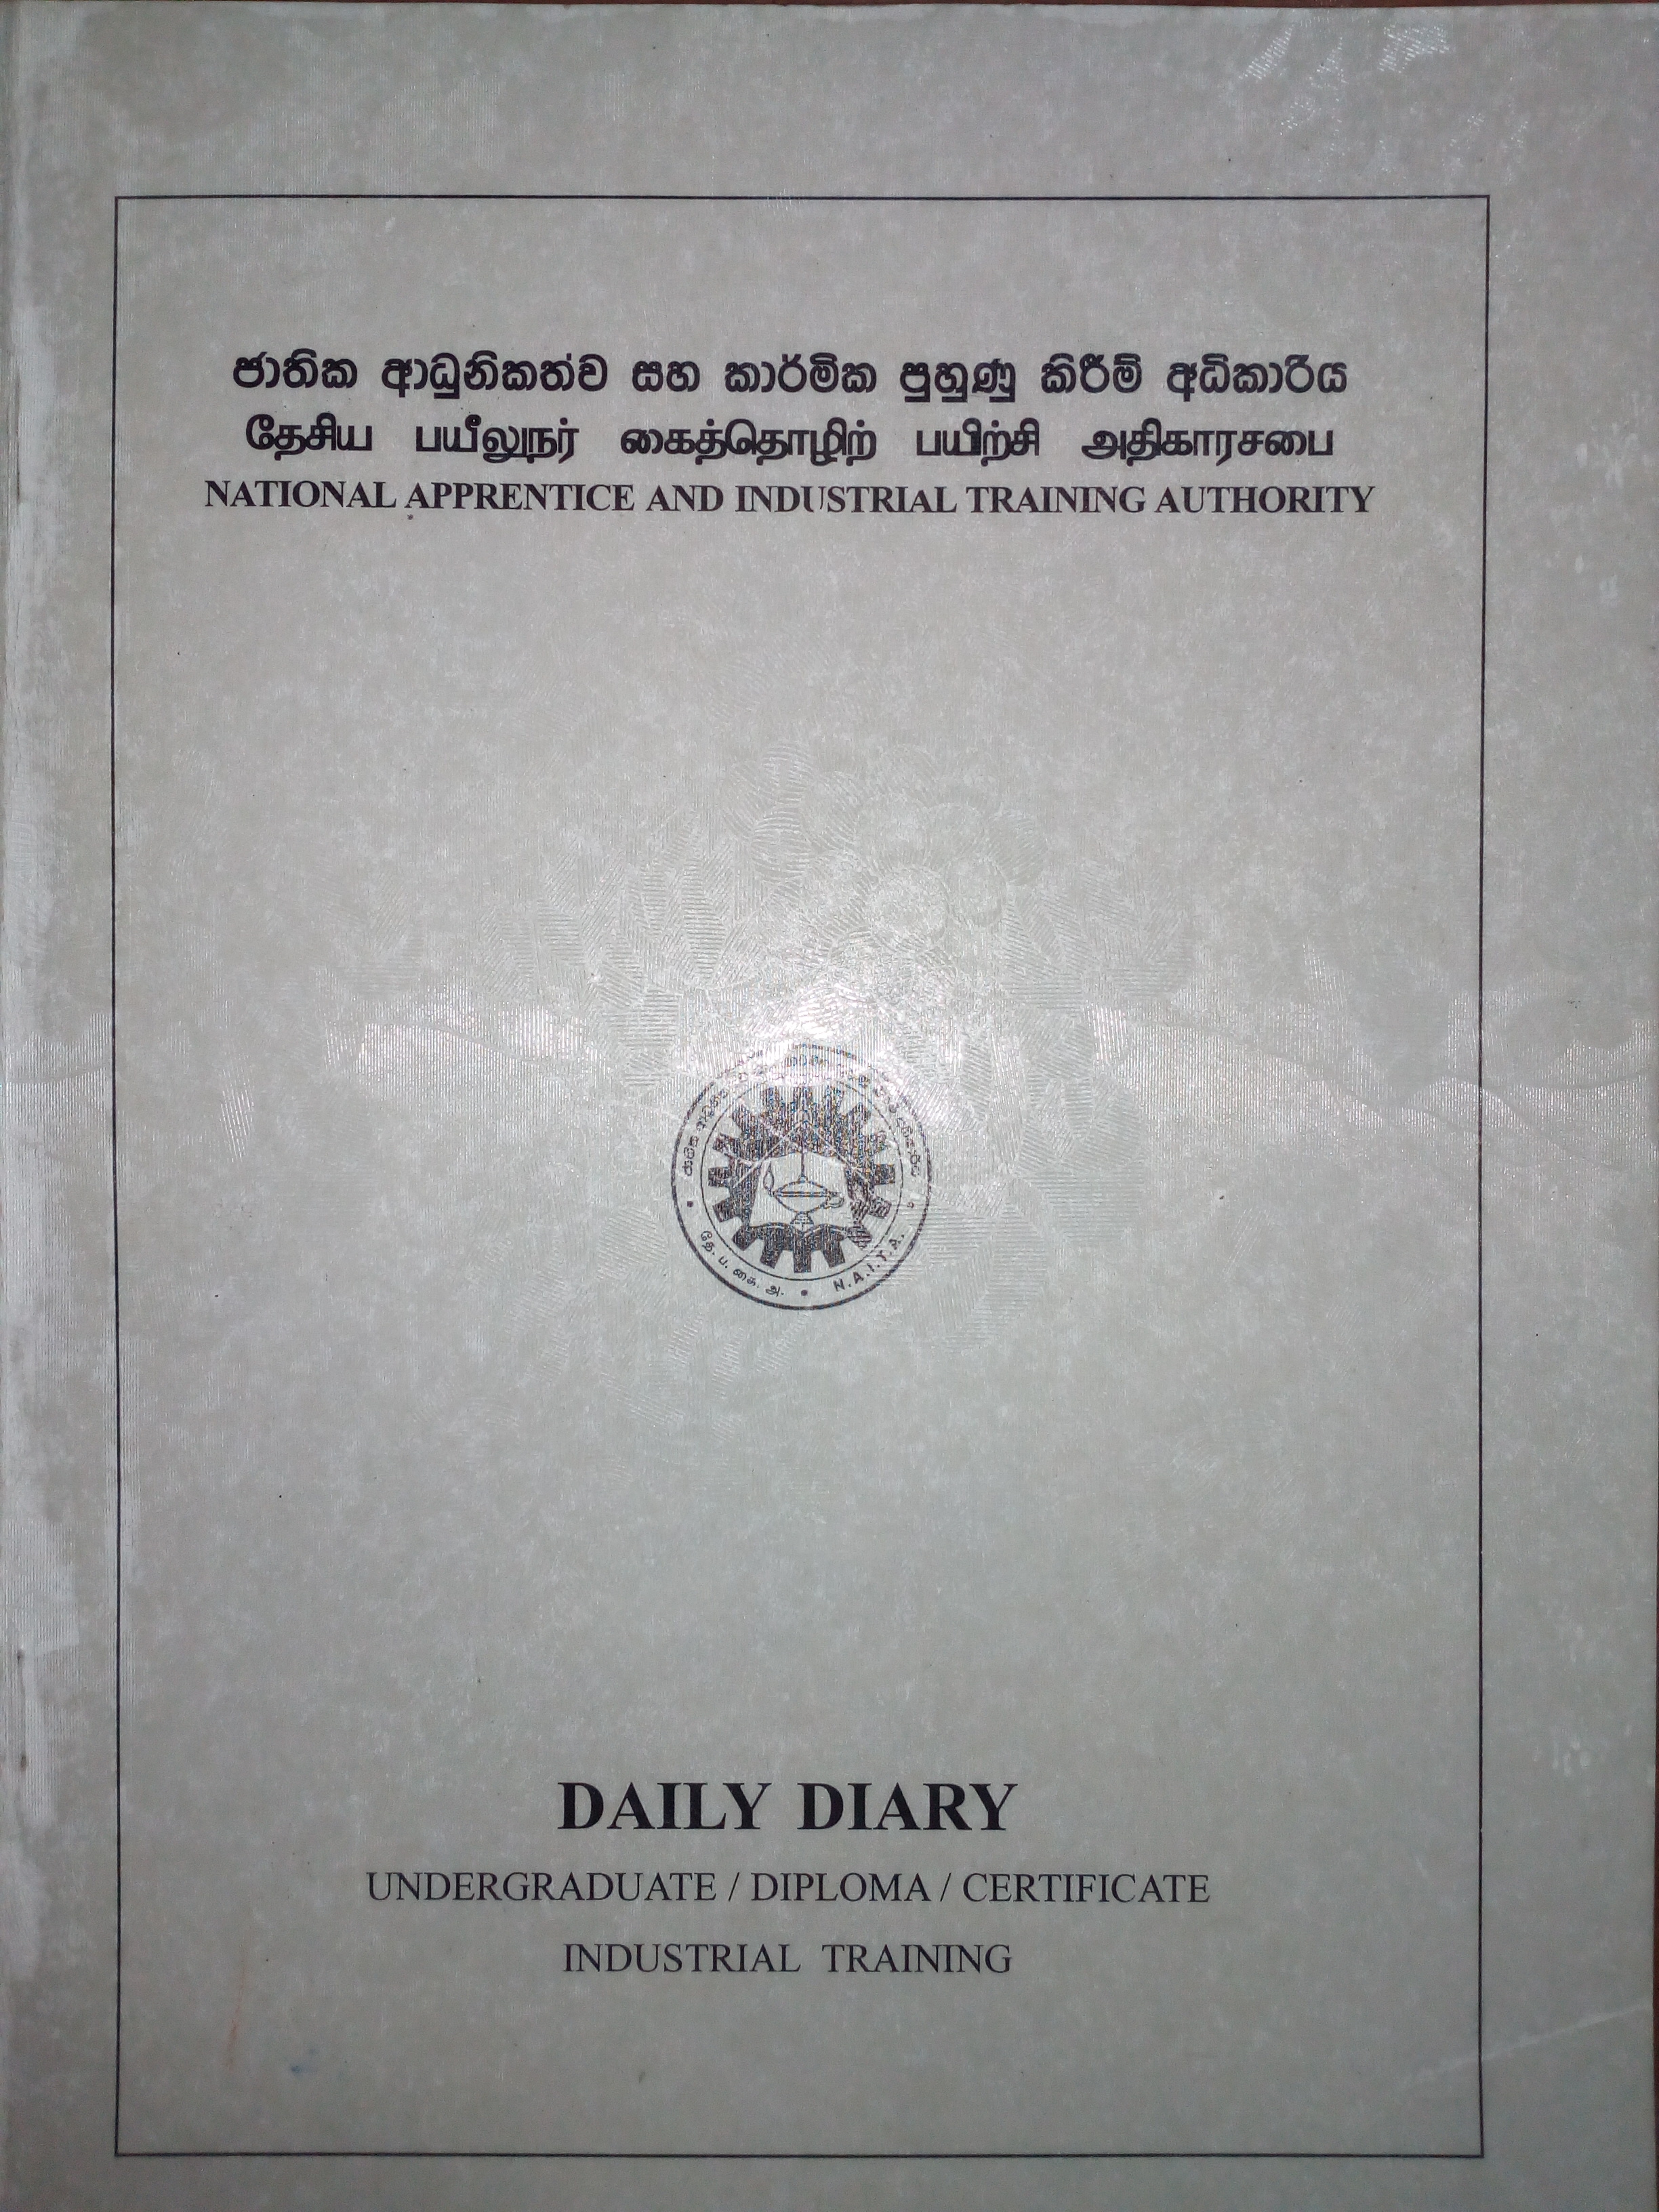 ජාතික ආධුනිකත්ව සහ කාර්මික පුහුණු කිරීම් අධිකාරිය
தேசிய பயிலுநர் கைத்தொழிற் பயிற்சி அதிகாரசபை
NATIONAL APPRENTICE AND INDUSTRIAL TRAINING AUTHORITY
தே. ப. கை. அ. • N.A.I.T.A.
DAILY DIARY
UNDERGRADUATE / DIPLOMA / CERTIFICATE
INDUSTRIAL TRAINING